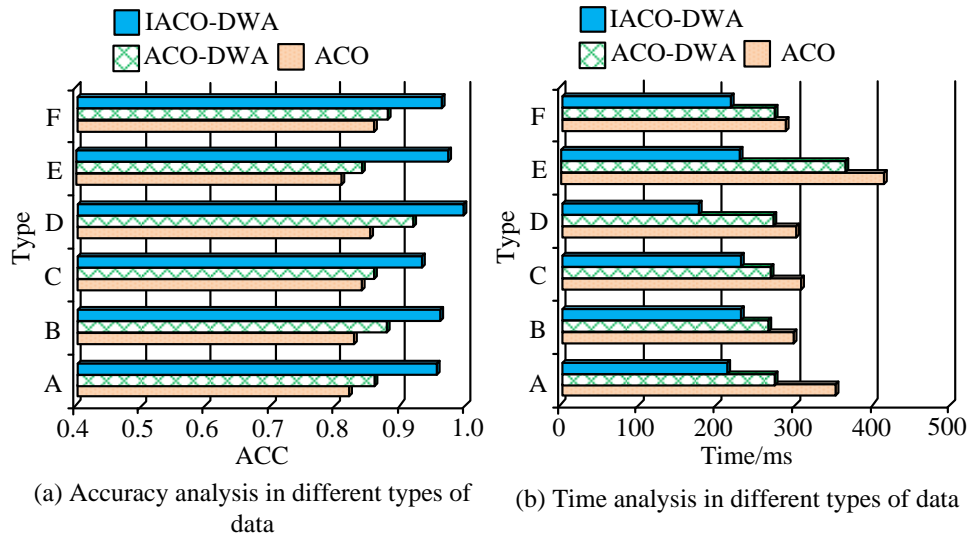 IACO-DWA
ACO-DWA ACO
F
E
D
C
B
A
Type
0.4 0.5 0.6 0.7 0.8 0.9 1.0
ACC
(a) Accuracy analysis in different types of
data
IACO-DWA
ACO-DWA ACO
F
E
D
C
B
A
Type
0 100 200 300 400 500
Time/ms
(b) Time analysis in different types of data